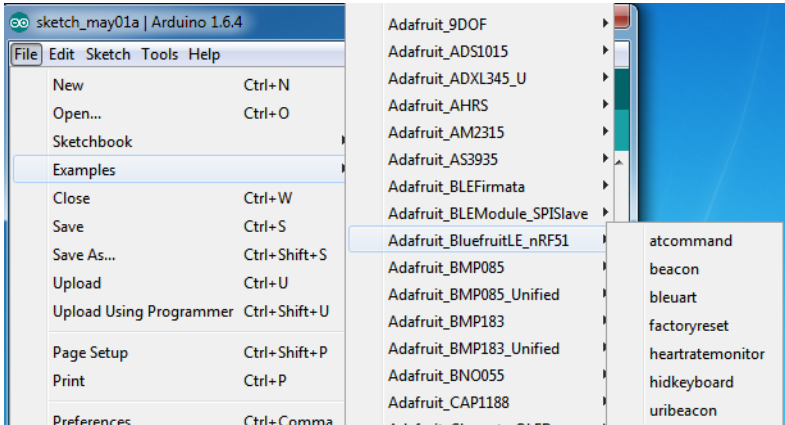 sketch_may01a | Arduino 1.6.4
File Edit Sketch Tools Help
New Ctrl+N
Open... Ctrl+O
Sketchbook
Examples
Close Ctrl+W
Save Ctrl+S
Save As... Ctrl+Shift+S
Upload Ctrl+U
Upload Using Programmer Ctrl+Shift+U
Page Setup Ctrl+Shift+P
Print Ctrl+P
Preferences Ctrl+Comma
Adafruit_9DOF
Adafruit_ADS1015
Adafruit_ADXL345_U
Adafruit_AHRS
Adafruit_AM2315
Adafruit_AS3935
Adafruit_BLEFirmata
Adafruit_BLEModule_SPISlave
Adafruit_BluefruitLE_nRF51
Adafruit_BMP085
Adafruit_BMP085_Unified
Adafruit_BMP183
Adafruit_BMP183_Unified
Adafruit_BNO055
Adafruit_CAP1188
atcommand
beacon
bleuart
factoryreset
heartratemonitor
hidkeyboard
uribeacon